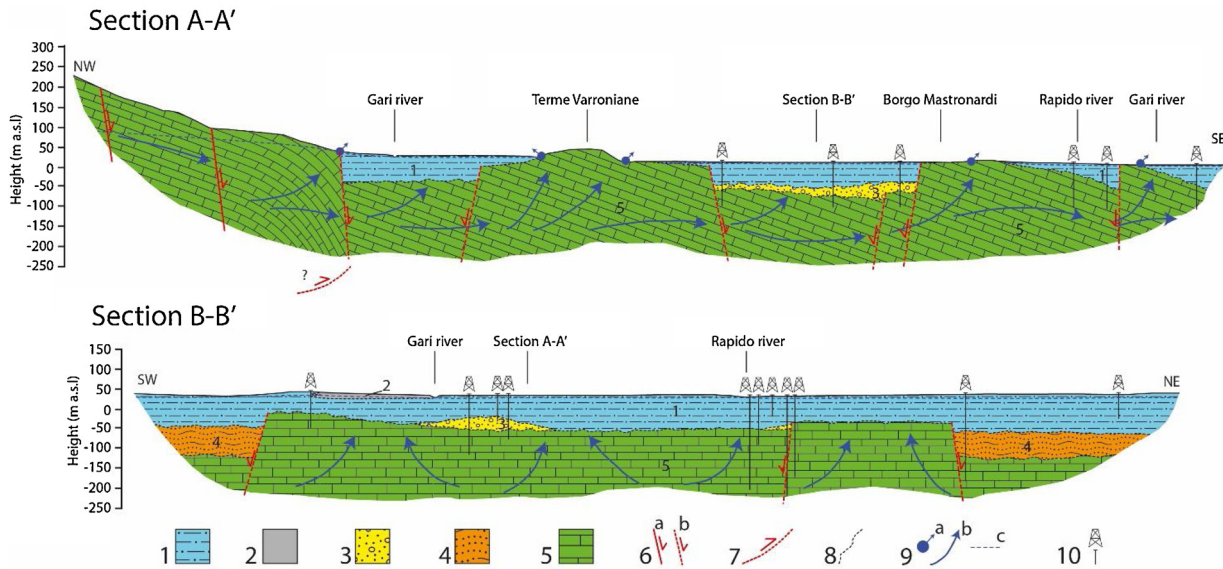 Section A-A’
300
250
200
150
100
50
0
-50
-100
-150
-200
-250
Height (m a.s.l)
NW
Gari river
Terme Varroniane
Section B-B’
Borgo Mastronardi
Rapido river
Gari river
SE
1
5
3
5
1
?
Section B-B’
150
100
50
0
-50
-100
-150
-200
-250
Height (m a.s.l)
SW
Gari river
Section A-A’
Rapido river
NE
2
1
3
4
5
4
1
2
3
4
5
6
a
b
7
8
9
a
b
c
10